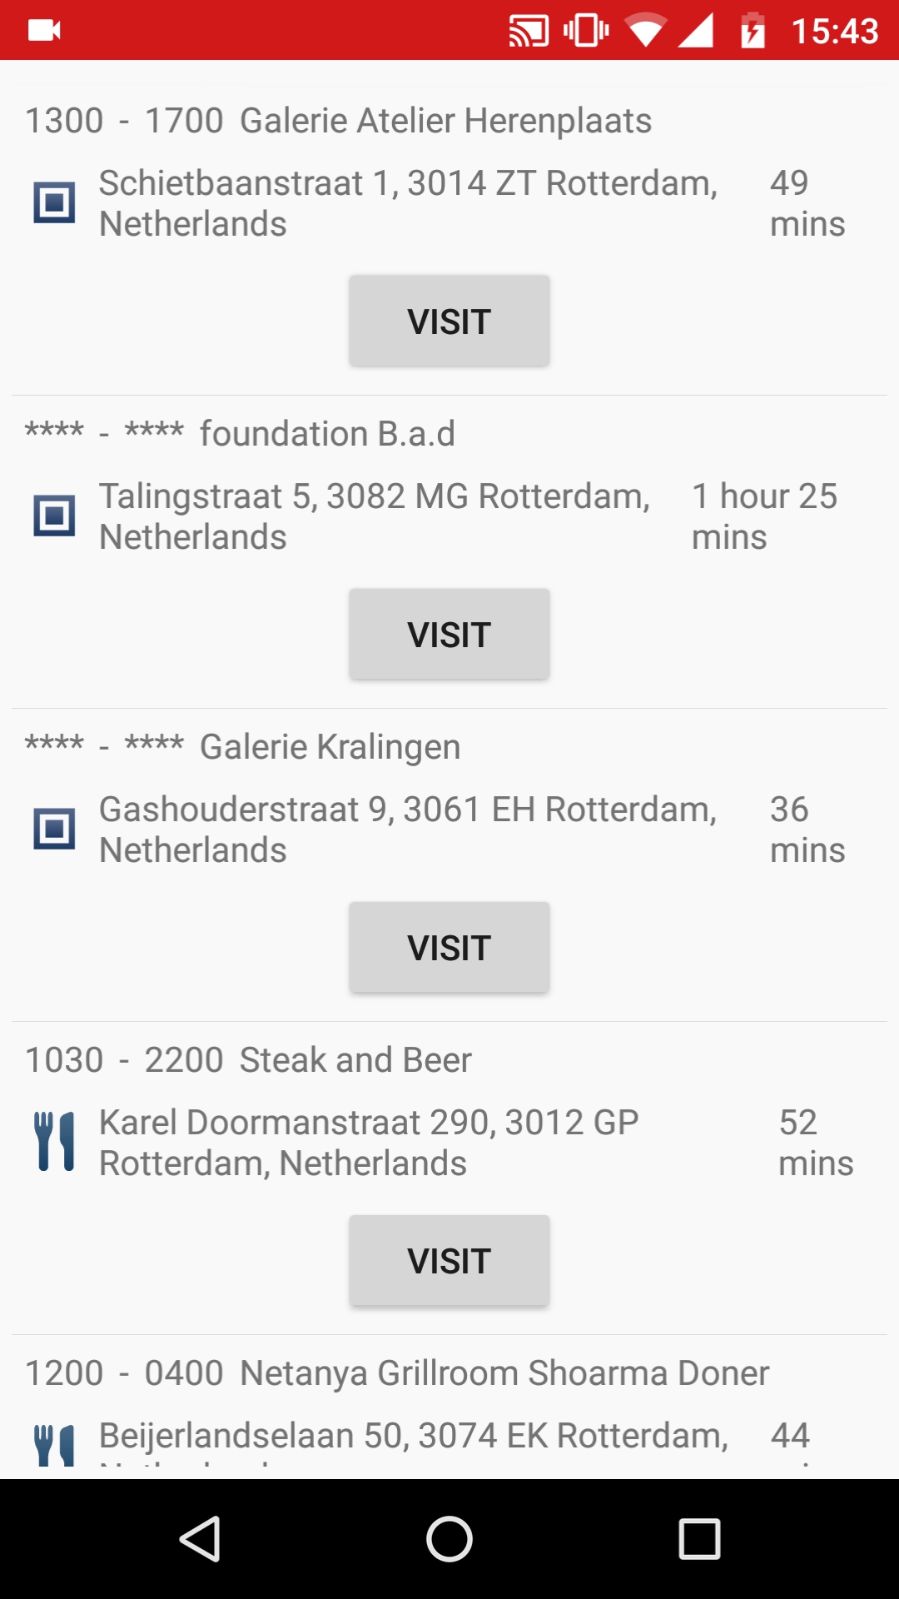 15:43
1300 - 1700 Galerie Atelier Herenplaats
Schietbaanstraat 1, 3014 ZT Rotterdam,
Netherlands
49
mins
VISIT
**** - **** foundation B.a.d
Talingstraat 5, 3082 MG Rotterdam,
Netherlands
1 hour 25
mins
VISIT
**** - **** Galerie Kralingen
Gashouderstraat 9, 3061 EH Rotterdam,
Netherlands
36
mins
VISIT
1030 - 2200 Steak and Beer
Karel Doormanstraat 290, 3012 GP
Rotterdam, Netherlands
52
mins
VISIT
1200 - 0400 Netanya Grillroom Shoarma Doner
Beijerlandselaan 50, 3074 EK Rotterdam,
44